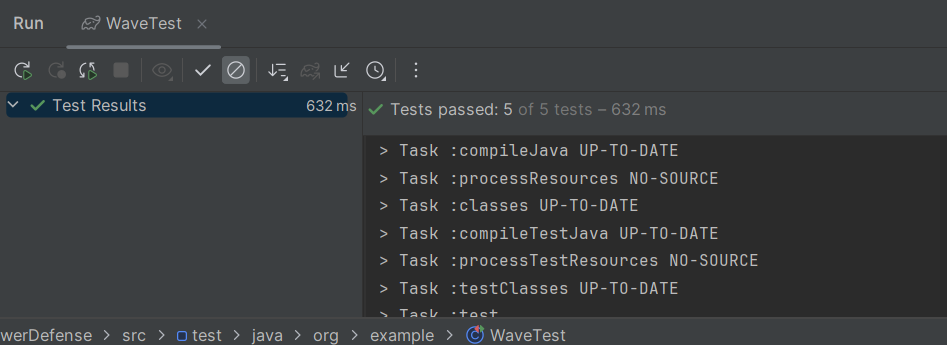 Run WaveTest
Test Results 632 ms
Tests passed: 5 of 5 tests – 632 ms
> Task :compileJava UP-TO-DATE
> Task :processResources NO-SOURCE
> Task :classes UP-TO-DATE
> Task :compileTestJava UP-TO-DATE
> Task :processTestResources NO-SOURCE
> Task :testClasses UP-TO-DATE
> Task :test
werDefense > src > test > java > org > example > WaveTest